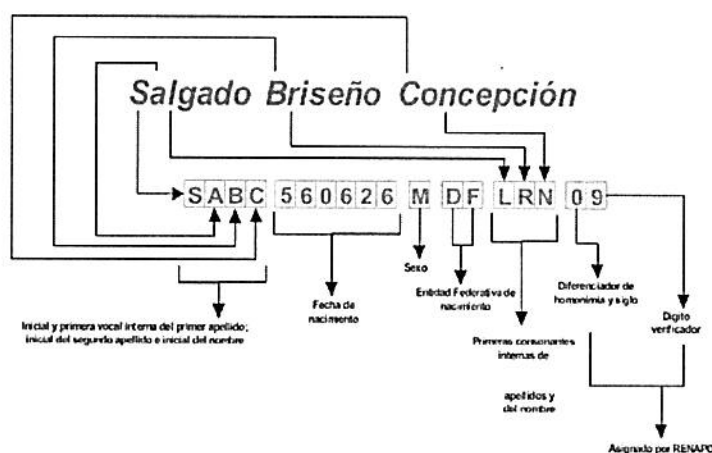 Salgado Briseño Concepción
SABC 560626 M DF LRN 09
Sexo
Fecha de
nacimiento
Entidad Federativa de
nacimiento
Diferenciador de
homonimia y siglo
Inicial y primera vocal interna del primer apellido;
inicial del segundo apellido e inicial del nombre
Primeras consonantes
internas de
Digito
verificador
apellidos y
del nombre
Asignado por RENAPO